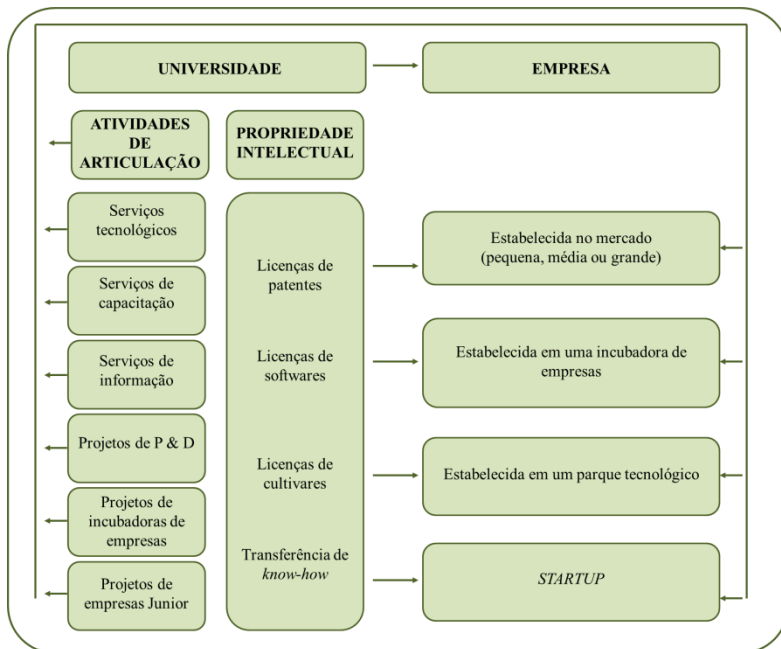 UNIVERSIDADE
EMPRESA
ATIVIDADES
DE
ARTICULAÇÃO
PROPRIEDADE
INTELECTUAL
Serviços
tecnológicos
Serviços de
capacitação
Serviços de
informação
Projetos de P & D
Projetos de
incubadoras de
empresas
Projetos de
empresas Junior
Licenças de
patentes
Licenças de
softwares
Licenças de
cultivares
Transferência de
know-how
Estabelecida no mercado
(pequena, média ou grande)
Estabelecida em uma incubadora de
empresas
Estabelecida em um parque tecnológico
STARTUP